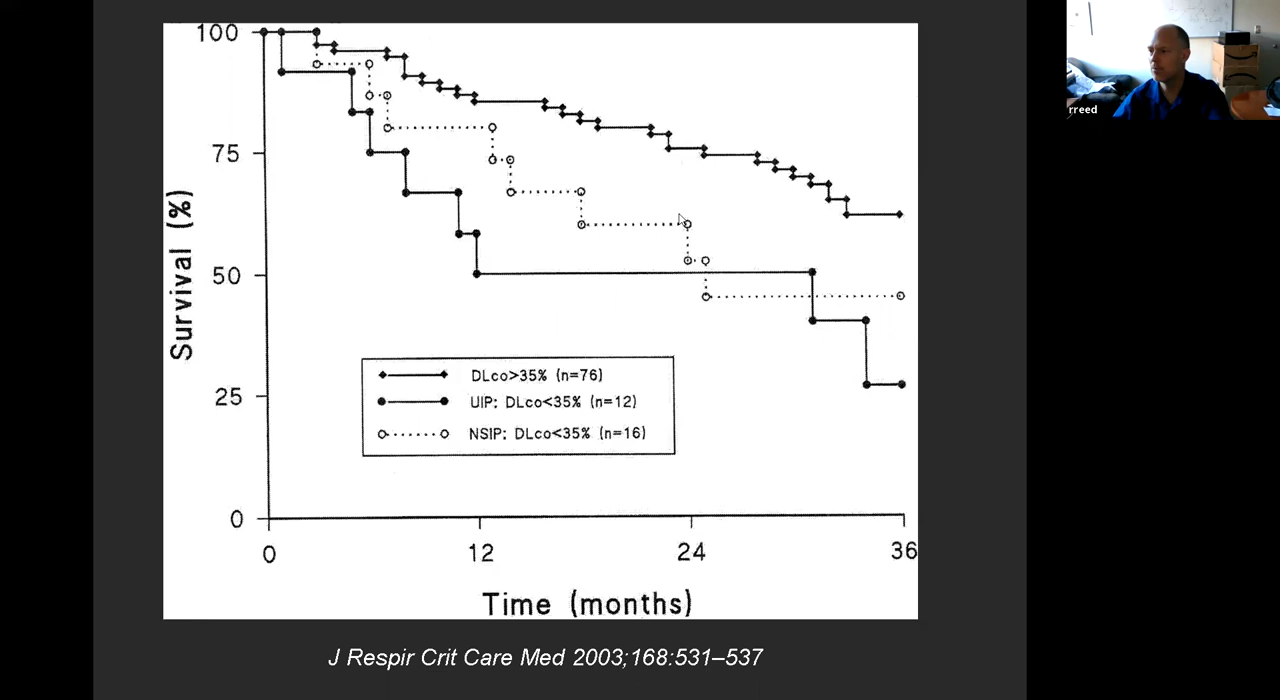 100
75
50
25
0
Survival (%)
DLco>35% (n=76)
UIP: DLco<35% (n=12)
NSIP: DLco<35% (n=16)
0 12 24 36
Time (months)
J Respir Crit Care Med 2003;168:531–537
rreed